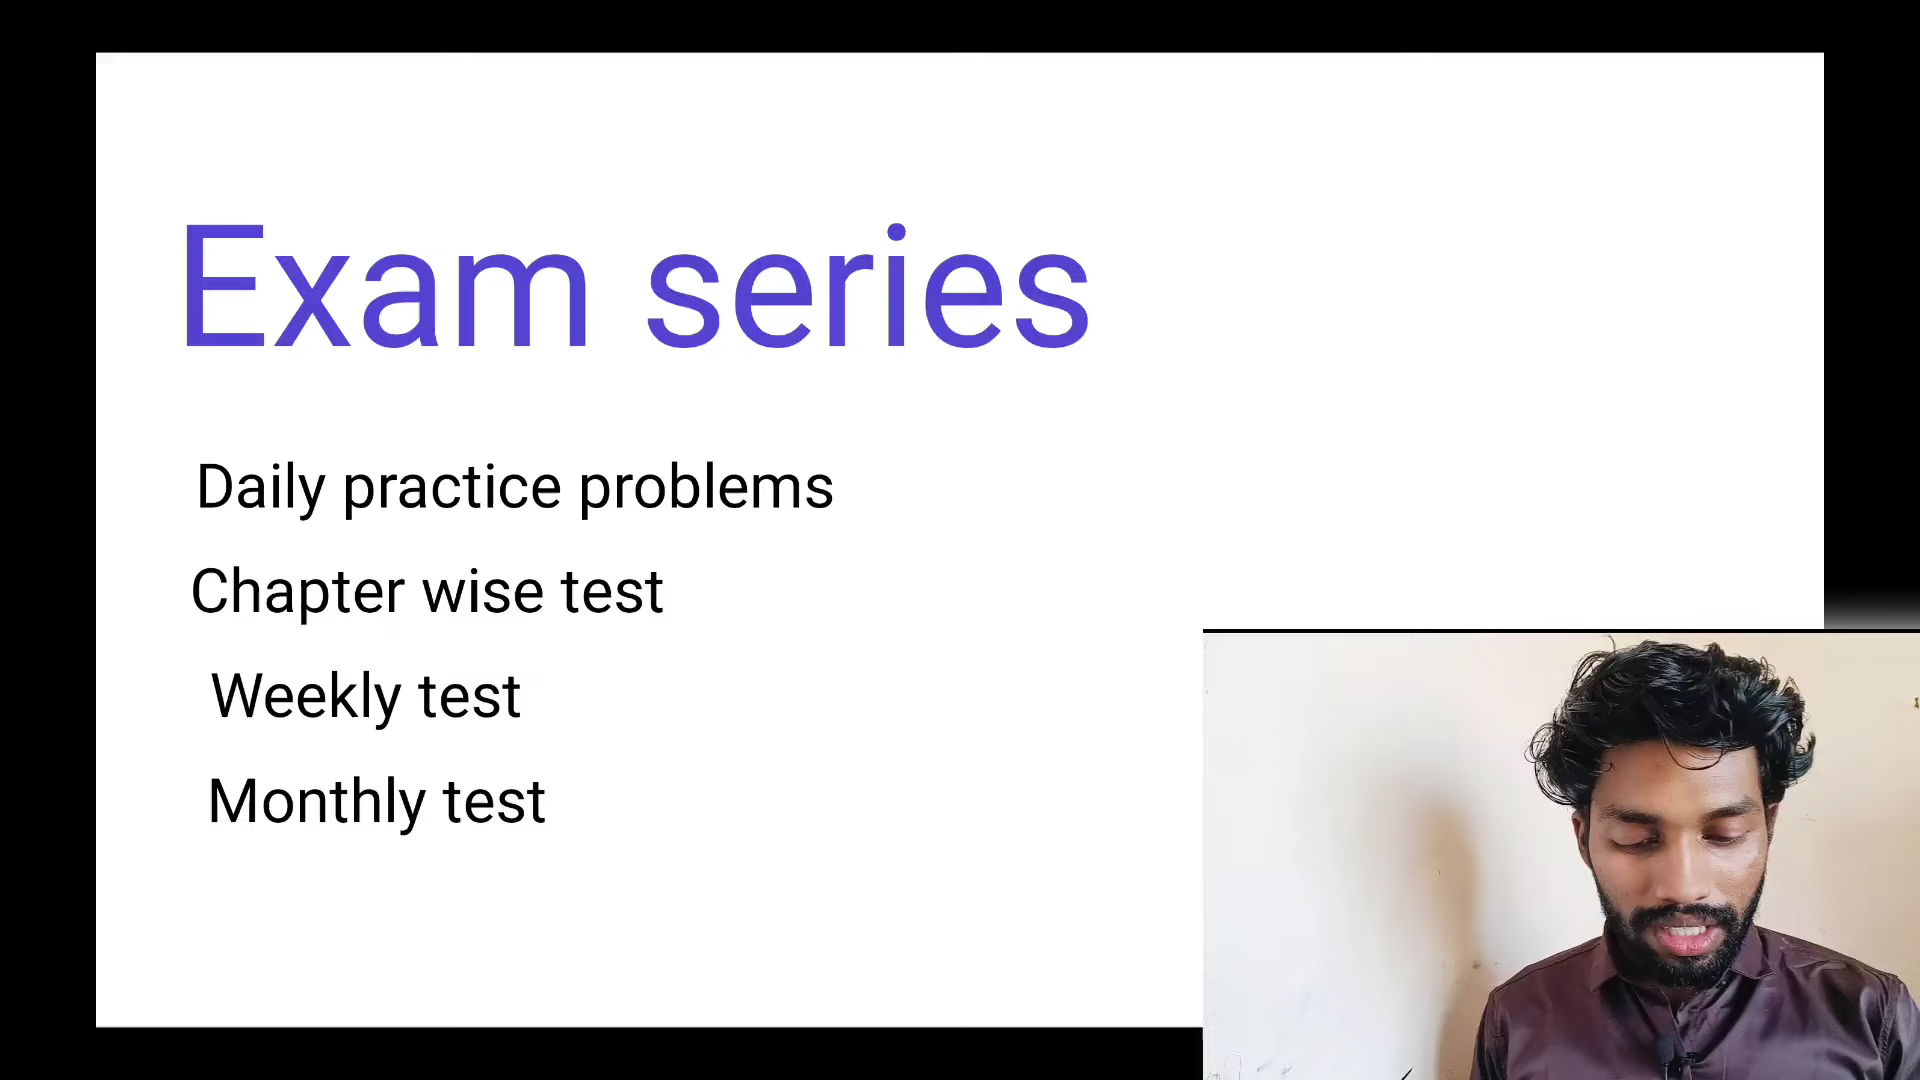 Exam series
Daily practice problems
Chapter wise test
Weekly test
Monthly test